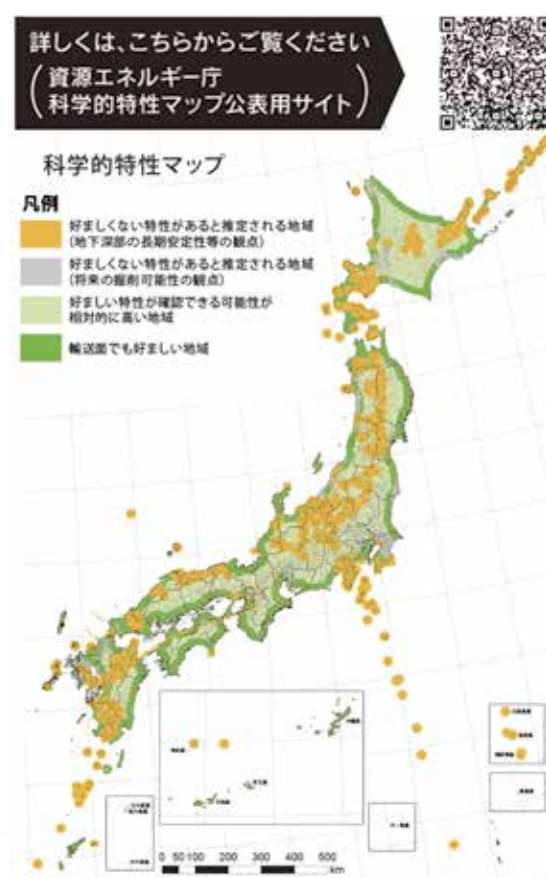 詳しくは、こちらからご覧ください
資源エネルギー庁
科学的特性マップ公表用サイト
科学的特性マップ
凡例
好ましくない特性があると推定される地域
(地下深部の長期安定性等の観点)
好ましくない特性があると推定される地域
(将来の掘削可能性の観点)
好ましい特性が確認できる可能性が
相対的に高い地域
輸送面でも好ましい地域
0 50 100 200 300 400 500
km